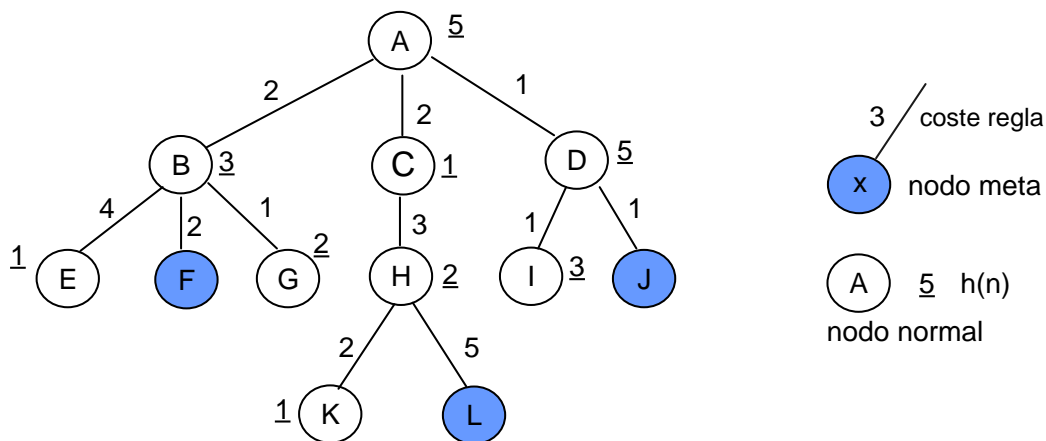 A 5
2 2 1
B 3 C 1 D 5
4 2 1 3 1 1
1 E F 2 G H 2 I 3 J
2 5
1 K L
3 coste regla
x nodo meta
A 5 h(n)
nodo normal